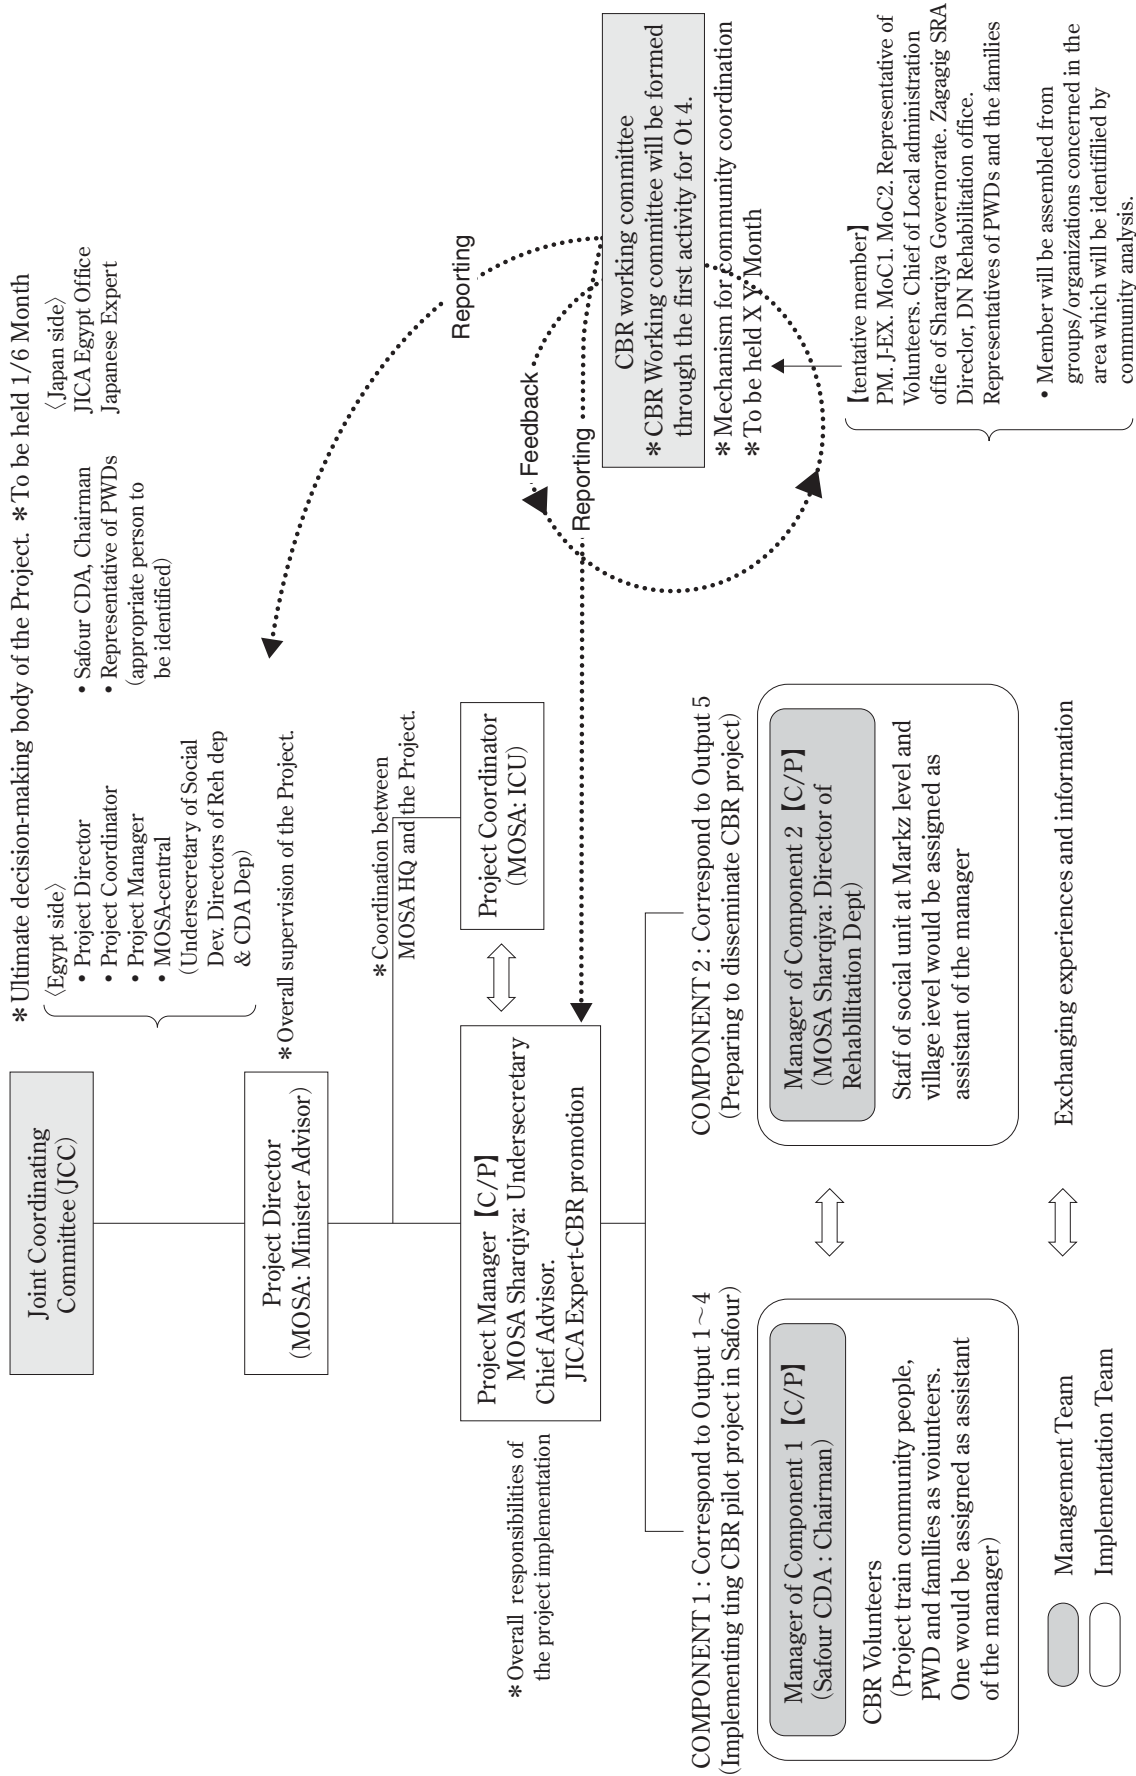 Joint Coordinating
Committee (JCC)
＊Ultimate decision-making body of the Project. ＊To be held 1/6 Month
〈Egypt side〉
• Project Director
• Project Coordinator
• Project Manager
• MOSA-central
(Undersecretary of Social
Dev. Directors of Reh dep
& CDA Dep)
• Safour CDA, Chairman
• Representative of PWDs
(appropriate person to
be identified)
〈Japan side〉
JICA Egypt Office
Japanese Expert
Project Director
(MOSA: Minister Advisor)
＊Overall supervision of the Project.
＊Coordination between
MOSA HQ and the Project.
Project Manager【C/P】
MOSA Sharqiya: Undersecretary
Chief Advisor.
JICA Expert-CBR promotion
＊Overall responsibilities of
the project implementation
Project Coordinator
(MOSA: ICU)
Reporting
Feedback
Reporting
CBR working committee
＊CBR Working committee will be formed
through the first activity for Ot 4.
＊Mechanism for community coordination
＊To be held X Y Month
【tentative member】
PM. J-EX. MoC1. MoC2. Representative of
Volunteers. Chief of Local administration
offie of Sharqiya Governorate. Zagagig SRA
Direclor, DN Rehabilitation office.
Representatives of PWDs and the families
• Member will be assembled from
groups/organizations concerned in the
area which will be identifilied by
community analysis.
COMPONENT 1 : Correspond to Output 1～4
(Implementing ting CBR pilot project in Safour)
Manager of Component 1【C/P】
(Safour CDA : Chairman)
CBR Volunteers
(Project train community people,
PWD and families as voiunteers.
One would be assigned as assistant
of the manager)
COMPONENT 2 : Correspond to Output 5
(Preparing to disseminate CBR project)
Manager of Component 2【C/P】
(MOSA Sharqiya: Director of
Rehabllitation Dept)
Staff of social unit at Markz level and
village level would be assigned as
assistant of the manager
Management Team
Implementation Team
Exchanging experiences and information